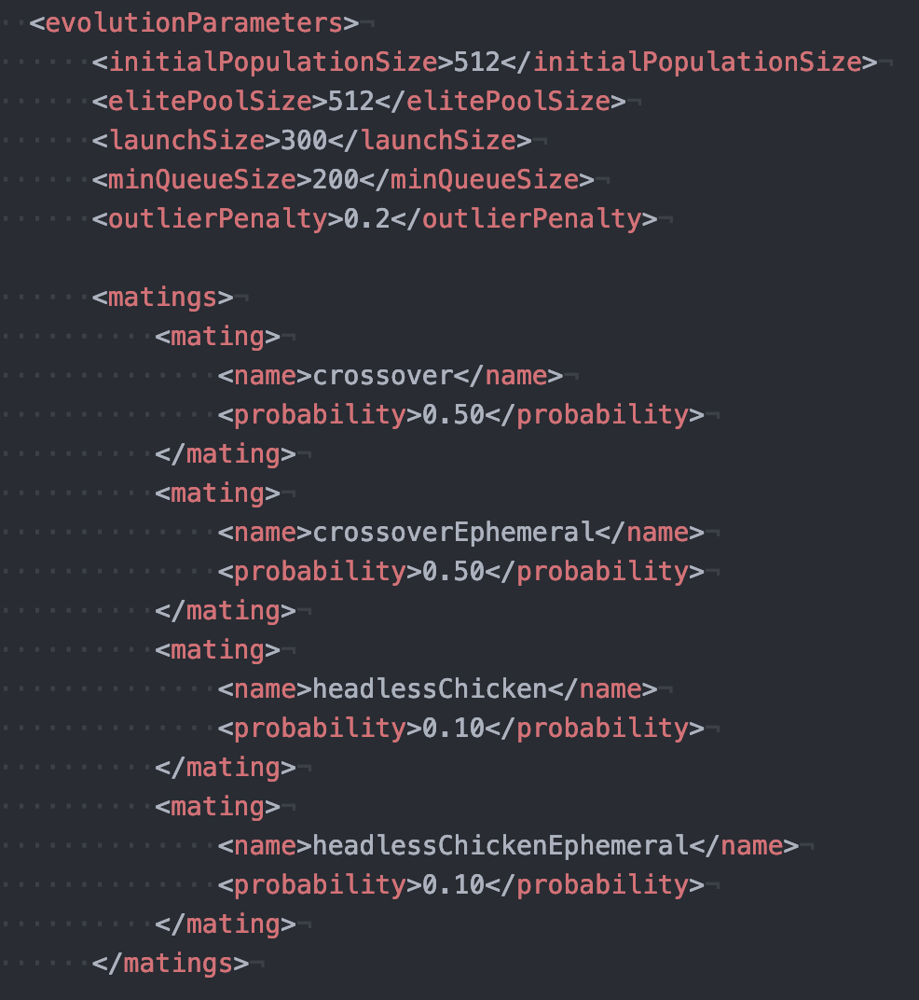 <evolutionParameters>
<initialPopulationSize>512</initialPopulationSize>
<elitePoolSize>512</elitePoolSize>
<launchSize>300</launchSize>
<minQueueSize>200</minQueueSize>
<outlierPenalty>0.2</outlierPenalty>
<matings>
<mating>
<name>crossover</name>
<probability>0.50</probability>
</mating>
<mating>
<name>crossoverEphemeral</name>
<probability>0.50</probability>
</mating>
<mating>
<name>headlessChicken</name>
<probability>0.10</probability>
</mating>
<mating>
<name>headlessChickenEphemeral</name>
<probability>0.10</probability>
</mating>
</matings>